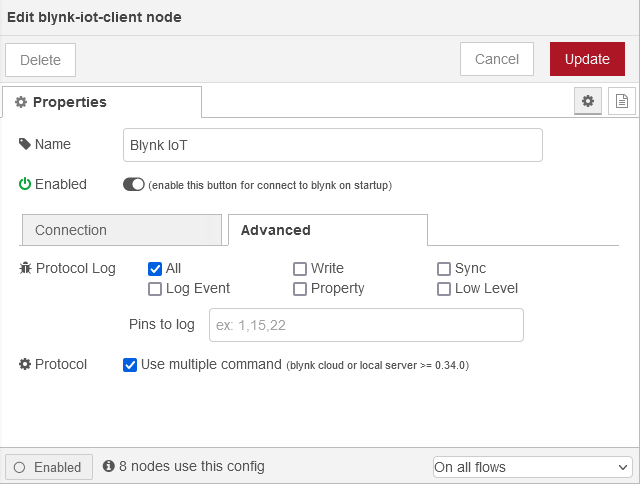 Edit blynk-iot-client node
Delete
Cancel
Update
Properties
Name
Blynk IoT
Enabled
(enable this button for connect to blynk on startup)
Connection
Advanced
Protocol Log
All
Write
Sync
Log Event
Property
Low Level
Pins to log
ex: 1,15,22
Protocol
Use multiple command (blynk cloud or local server >= 0.34.0)
Enabled
8 nodes use this config
On all flows